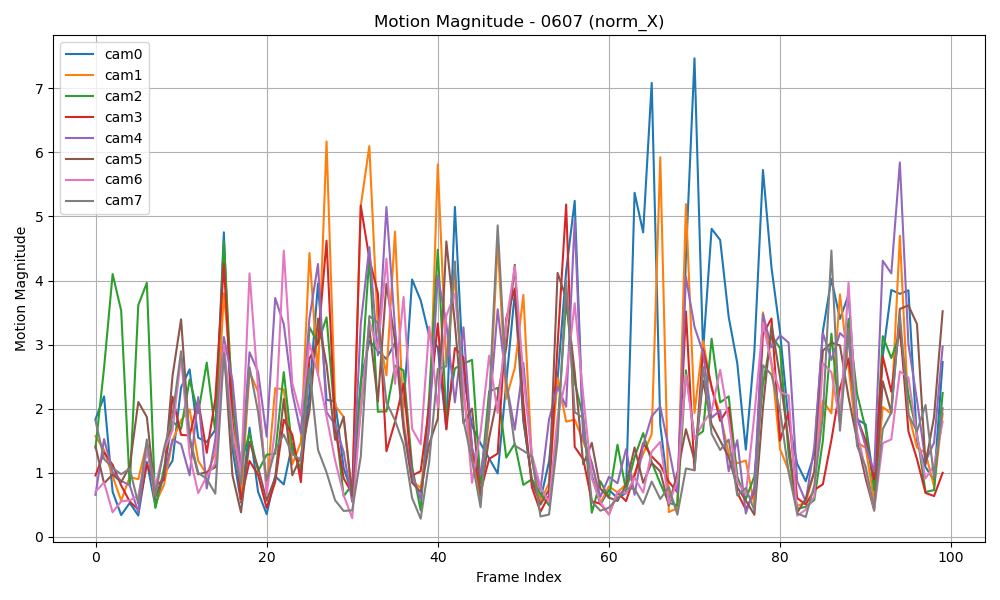 Motion Magnitude - 0607 (norm_X)
cam0
cam1
cam2
cam3
cam4
cam5
cam6
cam7
Motion Magnitude
7
6
5
4
3
2
1
0
0 20 40 60 80 100
Frame Index